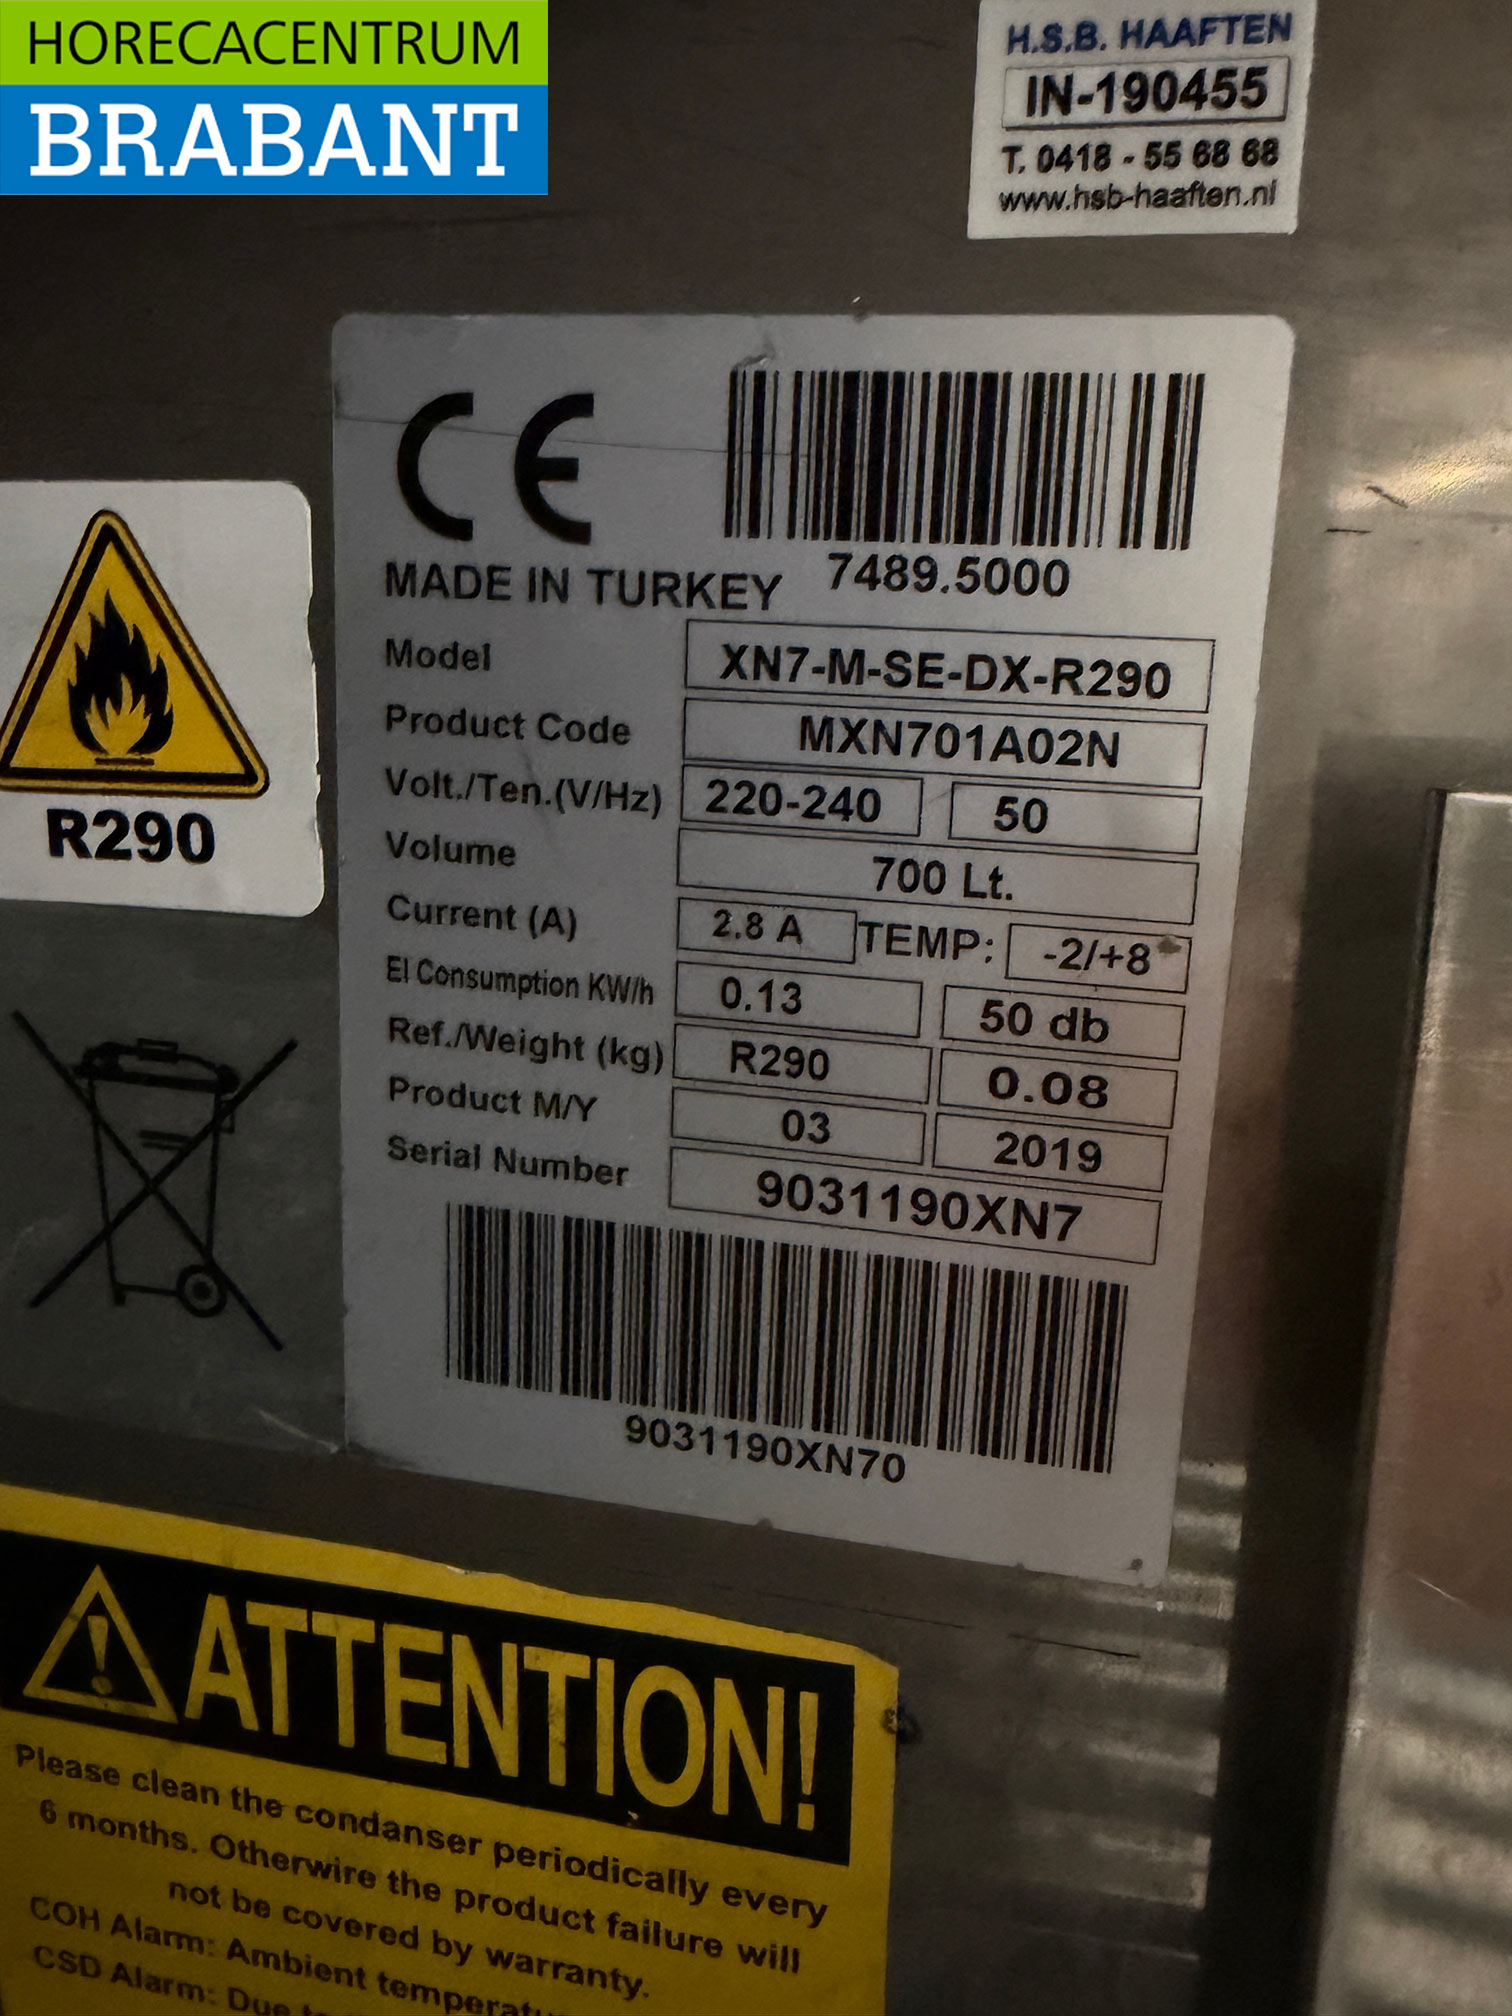 HORECACENTRUM
BRABANT
H.S.B. HAAFTEN
IN-190455
T. 0418 - 55 68 68
www.hsb-haaften.nl
CE
7489.5000
MADE IN TURKEY
Model XN7-M-SE-DX-R290
Product Code MXN701A02N
Volt./Ten.(V/Hz) 220-240 50
Volume 700 Lt.
Current (A) 2.8 A TEMP: -2/+8
El Consumption KW/h 0.13 50 db
Ref./Weight (kg) R290 0.08
Product M/Y 03 2019
Serial Number 9031190XN7
9031190XN70
R290
ATTENTION!
Please clean the condanser periodically every
6 months. Otherwire the product failure will
not be covered by warranty.
COH Alarm: Ambient
CSD Alarm: Due